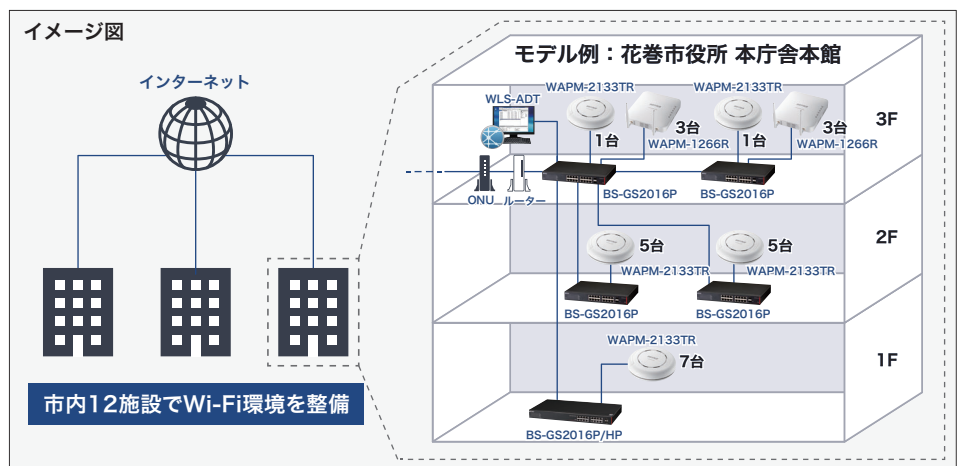 イメージ図
モデル例：花巻市役所 本庁舎本館
インターネット
WAPM-2133TR
WAPM-2133TR
WLS-ADT
3F
1台
3台
1台
3台
WAPM-1266R
WAPM-1266R
ONU
ルーター
BS-GS2016P
BS-GS2016P
2F
5台
5台
WAPM-2133TR
WAPM-2133TR
BS-GS2016P
BS-GS2016P
WAPM-2133TR
1F
7台
市内12施設でWi-Fi環境を整備
BS-GS2016P/HP